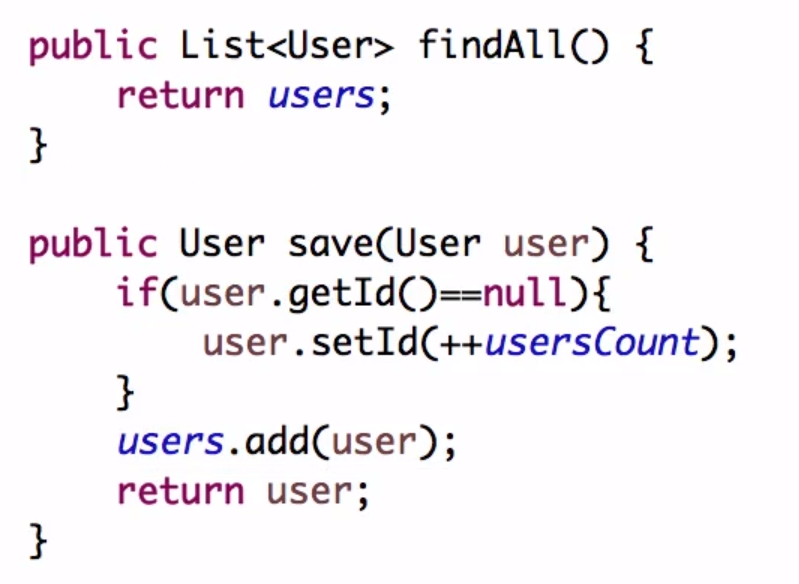 public List<User> findAll() {
    return users;
}

public User save(User user) {
    if(user.getId()==null){
        user.setId(++usersCount);
    }
    users.add(user);
    return user;
}